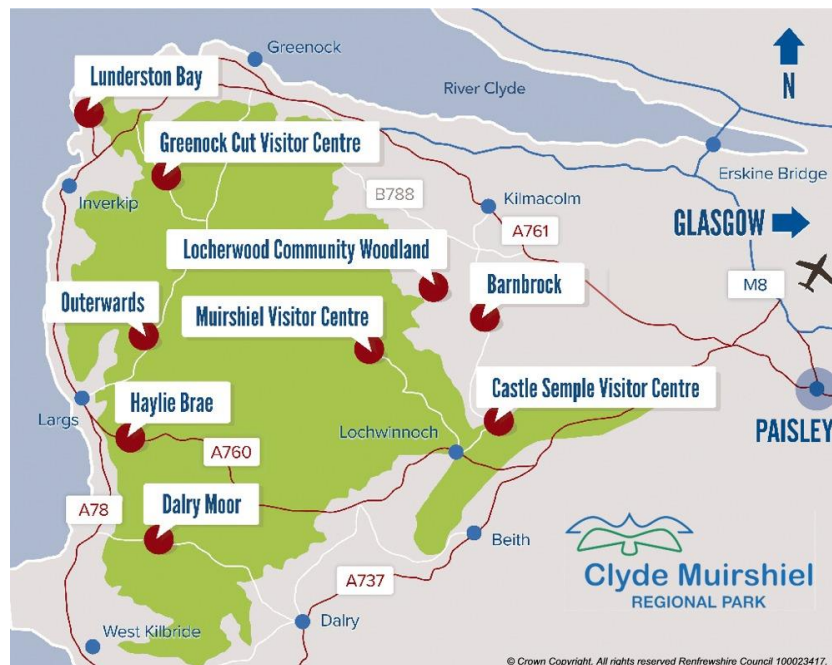 Greenock
Lunderston Bay
River Clyde
N
Greenock Cut Visitor Centre
Erskine Bridge
Inverkip
B788
Kilmacolm
GLASGOW
A761
Locherwood Community Woodland
Barnbrock
M8
Outerwards
Muirshiel Visitor Centre
Castle Semple Visitor Centre
Largs
Haylie Brae
PAISLEY
Lochwinnoch
A760
A78
Dalry Moor
Beith
Clyde Muirshiel
REGIONAL PARK
A737
West Kilbride
Dalry
© Crown Copyright. All rights reserved Renfrewshire Council 100023417.